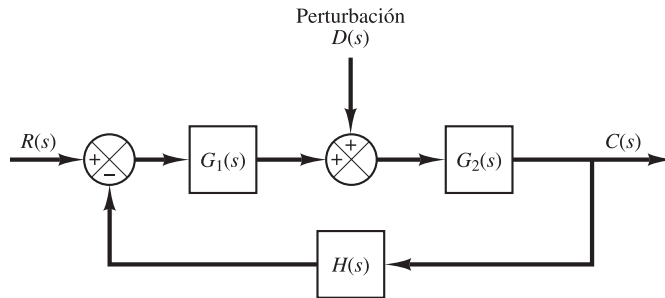 Perturbación
D(s)
R(s)
+
−
G₁(s)
+
+
G₂(s)
C(s)
H(s)